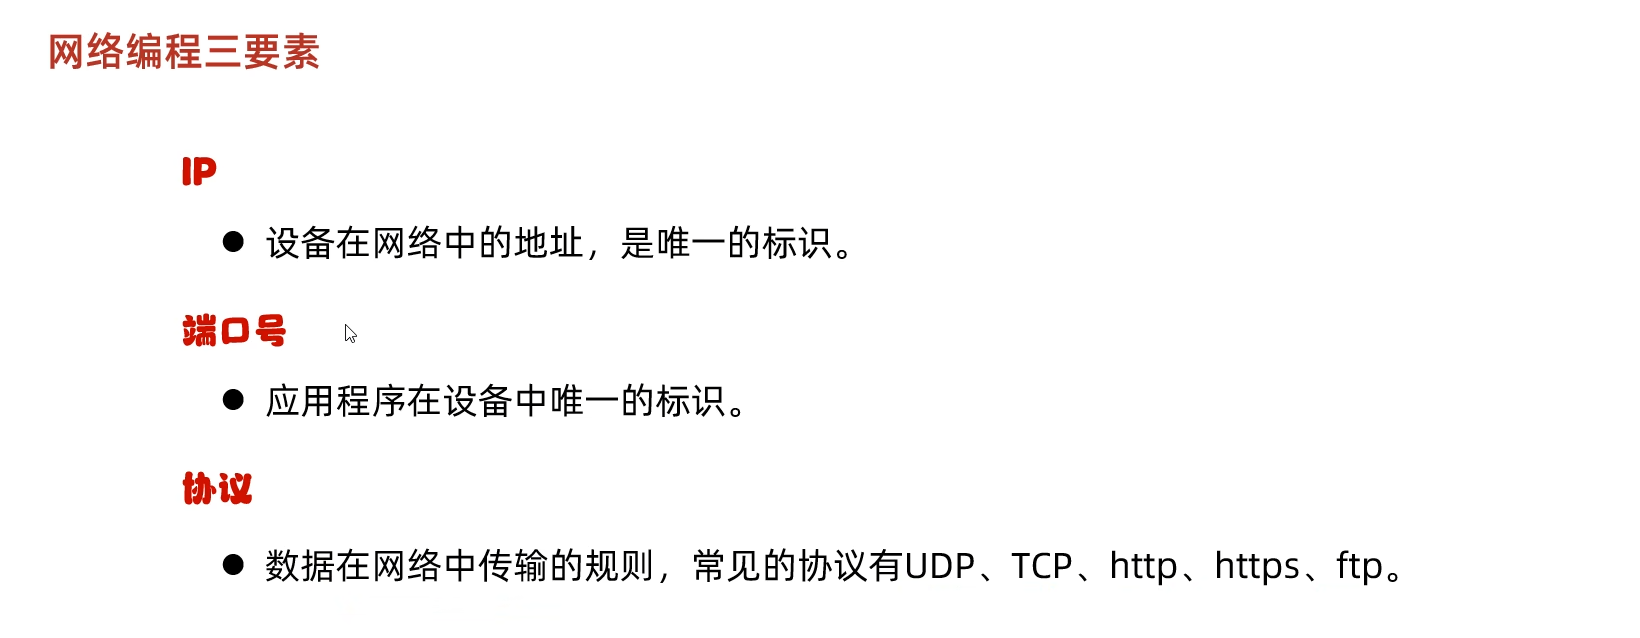 网络编程三要素
IP
● 设备在网络中的地址，是唯一的标识。
端口号
● 应用程序在设备中唯一的标识。
协议
● 数据在网络中传输的规则，常见的协议有UDP、TCP、http、https、ftp。